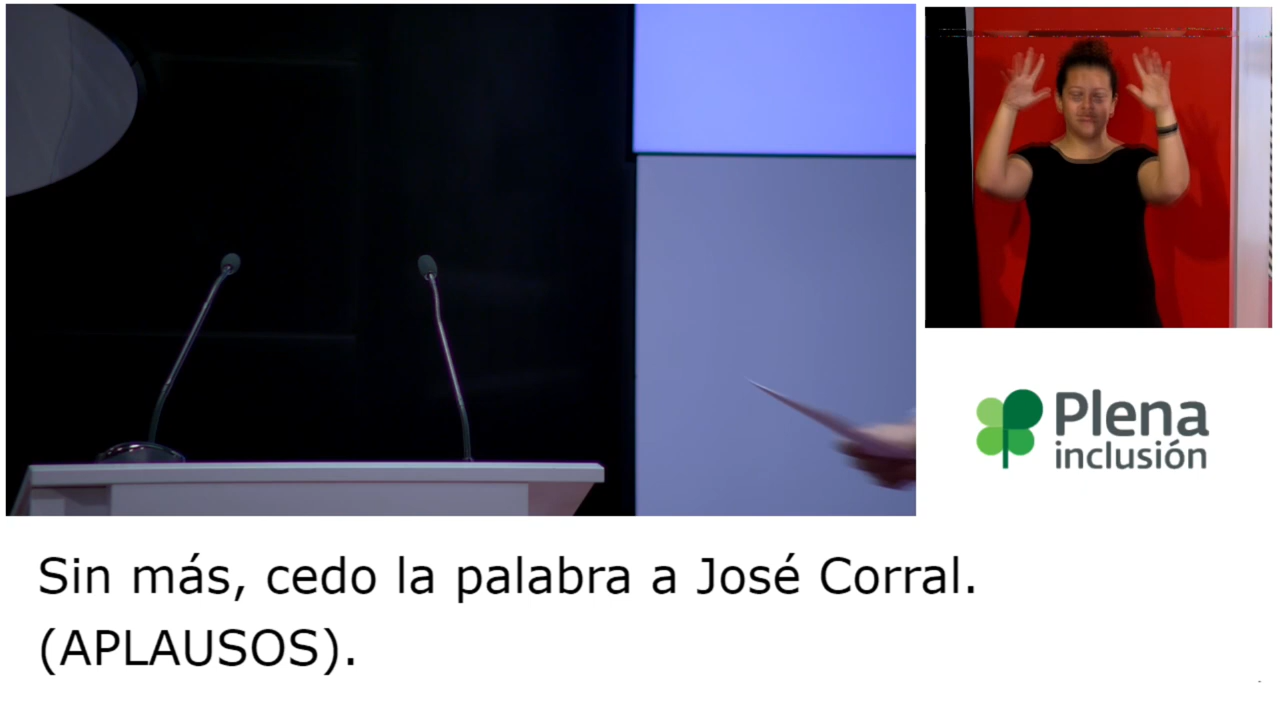 Plena
inclusión
Sin más, cedo la palabra a José Corral.
(APLAUSOS).